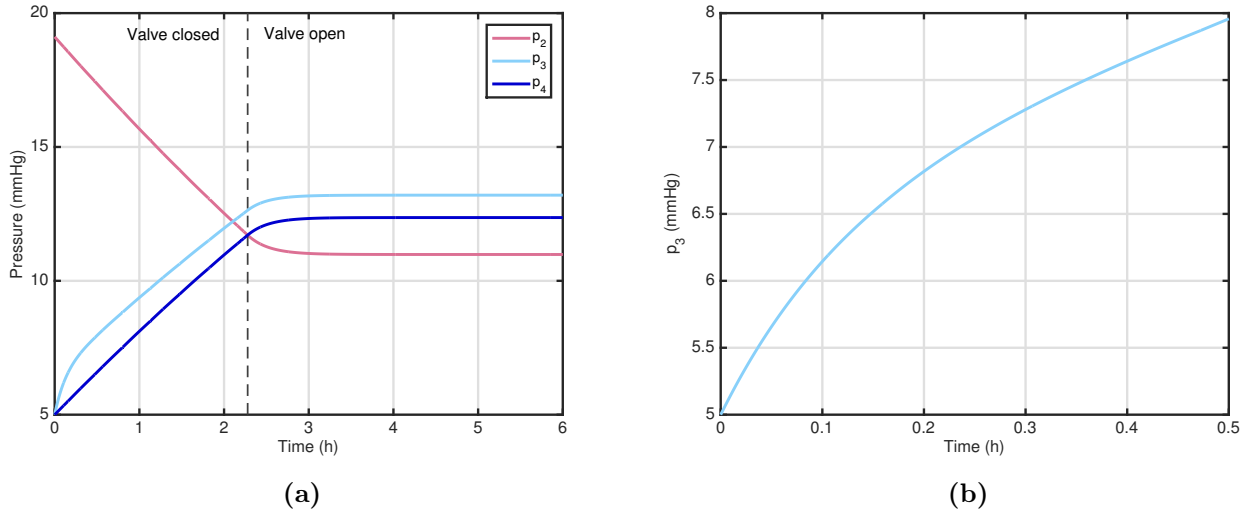 20
15
10
5
Pressure (mmHg)
Valve closed
Valve open
p2
p3
p4
0
1
2
3
4
5
6
Time (h)
(a)
8
7.5
7
6.5
6
5.5
5
p3 (mmHg)
0
0.1
0.2
0.3
0.4
0.5
Time (h)
(b)